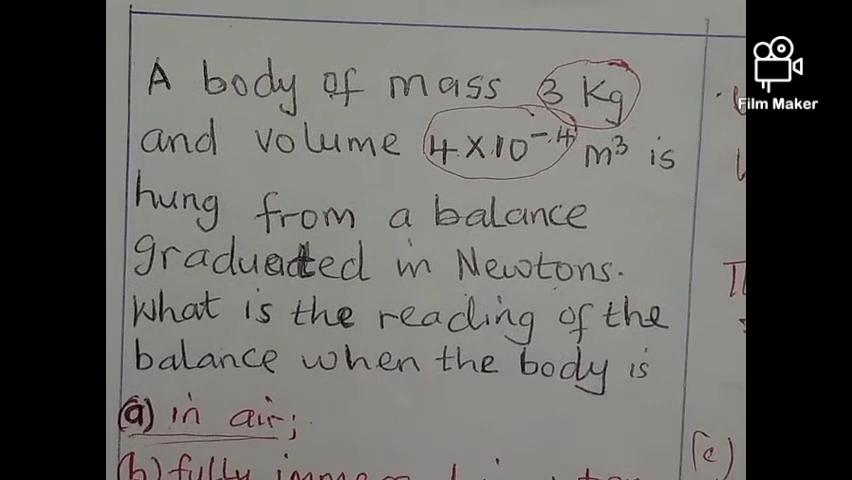 A body of mass 3 Kg
and volume 4×10⁻⁴ m³ is
hung from a balance
graduated in Newtons.
What is the reading of the
balance when the body is
(a) in air;
(b) fully
(c)
Film Maker